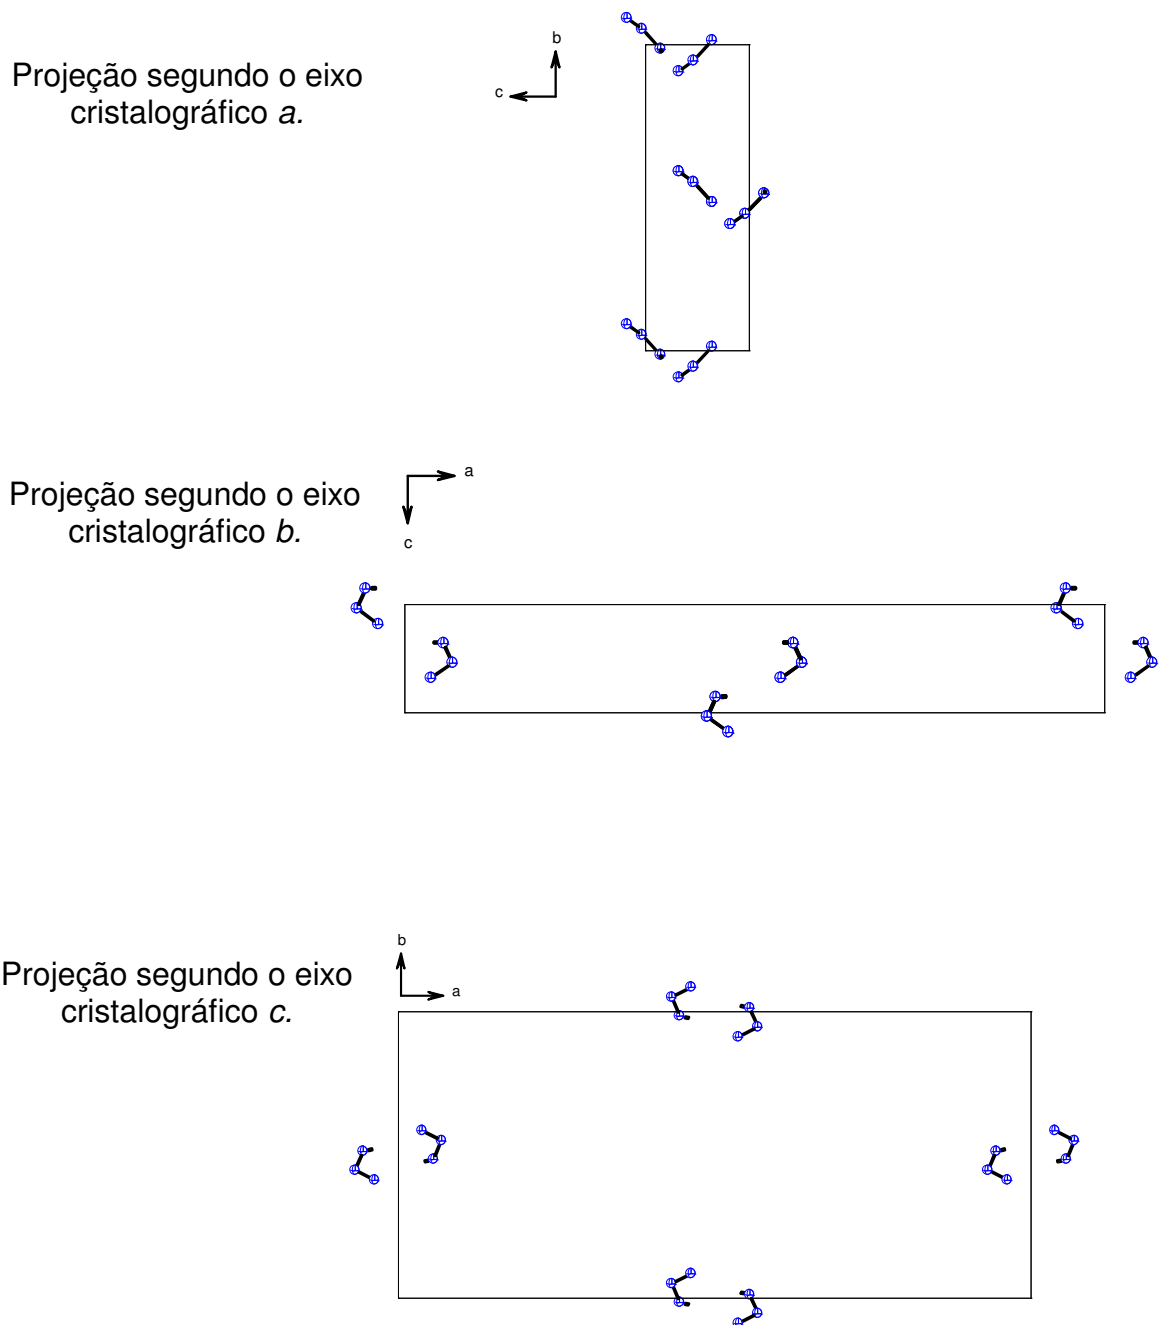 b
c
Projeção segundo o eixo
cristalográfico a.
a
Projeção segundo o eixo
cristalográfico b.
c
b
Projeção segundo o eixo
a
cristalográfico c.